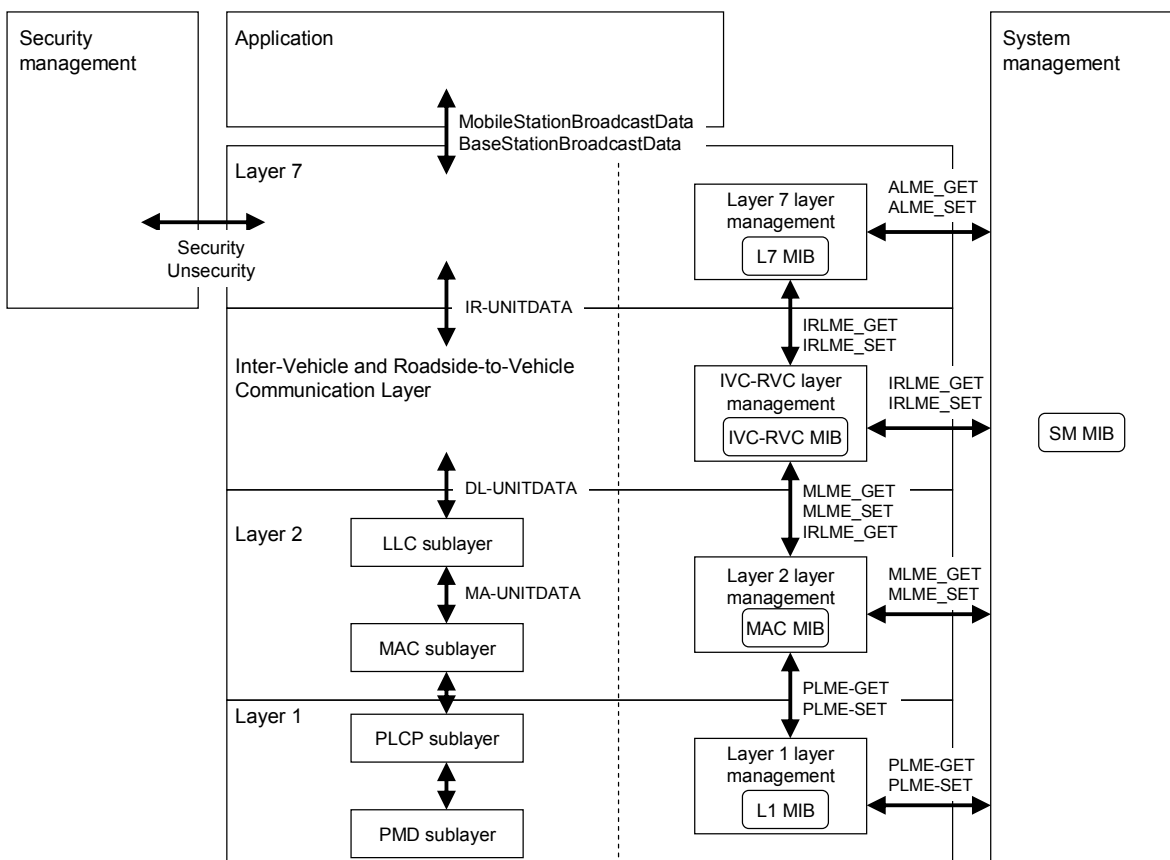 Security
management
Application
System
management
MobileStationBroadcastData
BaseStationBroadcastData
Layer 7
Security
Unsecurity
Layer 7 layer
management
L7 MIB
ALME_GET
ALME_SET
IR-UNITDATA
IRLME_GET
IRLME_SET
Inter-Vehicle and Roadside-to-Vehicle
Communication Layer
IVC-RVC layer
management
IVC-RVC MIB
IRLME_GET
IRLME_SET
SM MIB
DL-UNITDATA
MLME_GET
MLME_SET
IRLME_GET
Layer 2
LLC sublayer
MA-UNITDATA
MAC sublayer
Layer 2 layer
management
MAC MIB
MLME_GET
MLME_SET
PLME-GET
PLME-SET
Layer 1
PLCP sublayer
PMD sublayer
Layer 1 layer
management
L1 MIB
PLME-GET
PLME-SET